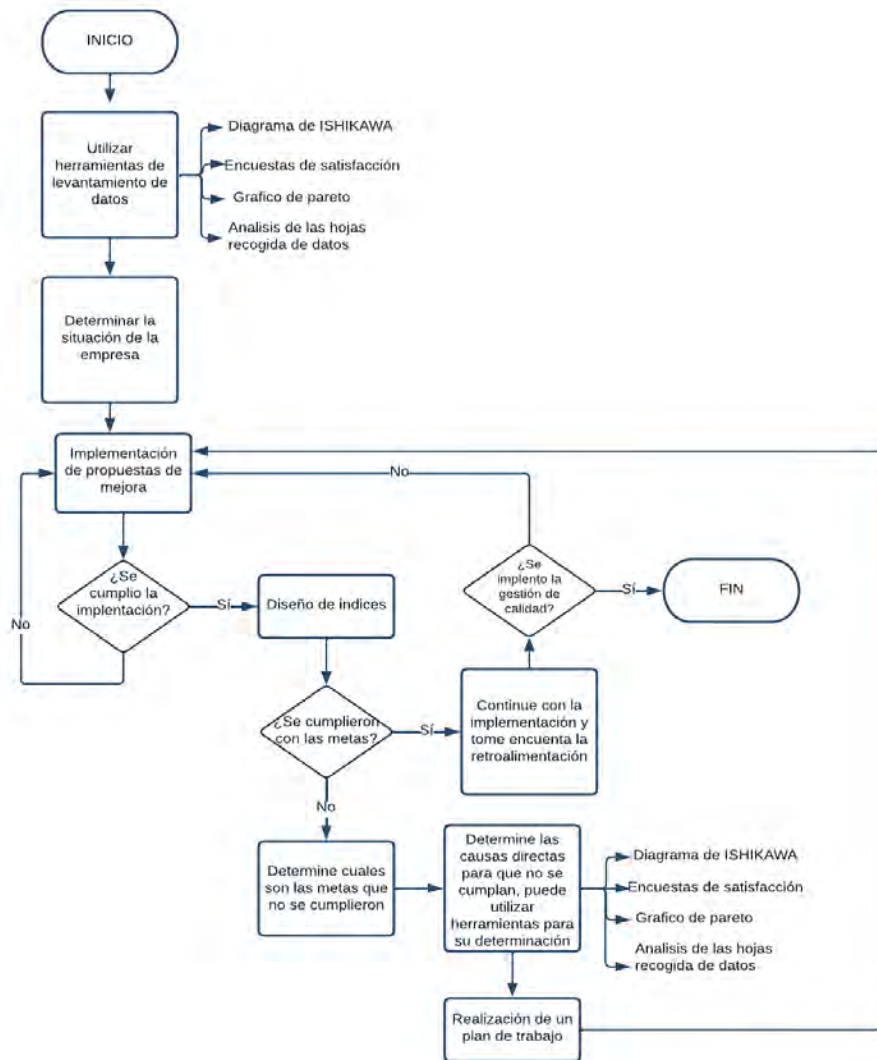 INICIO
Utilizar
herramientas de
levantamiento de
datos
Diagrama de ISHIKAWA
Encuestas de satisfacción
Grafico de pareto
Analisis de las hojas
recogida de datos
Determinar la
situación de la
empresa
Implementación
de propuestas de
mejora
No
¿Se
cumplio la
implentación?
No
Sí
Diseño de indices
¿Se
implento la
gestión de
calidad?
Sí
FIN
¿Se cumplieron
con las metas?
Sí
Continue con la
implementación y
tome encuenta la
retroalimentación
No
Determine cuales
son las metas que
no se cumplieron
Determine las
causas directas
para que no se
cumplan, puede
utilizar
herramientas para
su determinación
Diagrama de ISHIKAWA
Encuestas de satisfacción
Grafico de pareto
Analisis de las hojas
recogida de datos
Realización de un
plan de trabajo